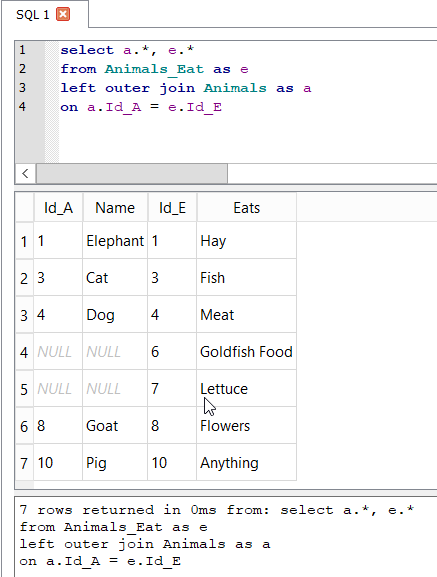 SQL 1
1 select a.*, e.*
2 from Animals_Eat as e
3 left outer join Animals as a
4 on a.Id_A = e.Id_E
Id_A Name Id_E Eats
1 1 Elephant 1 Hay
2 3 Cat 3 Fish
3 4 Dog 4 Meat
4 NULL NULL 6 Goldfish Food
5 NULL NULL 7 Lettuce
6 8 Goat 8 Flowers
7 10 Pig 10 Anything
7 rows returned in 0ms from: select a.*, e.*
from Animals_Eat as e
left outer join Animals as a
on a.Id_A = e.Id_E